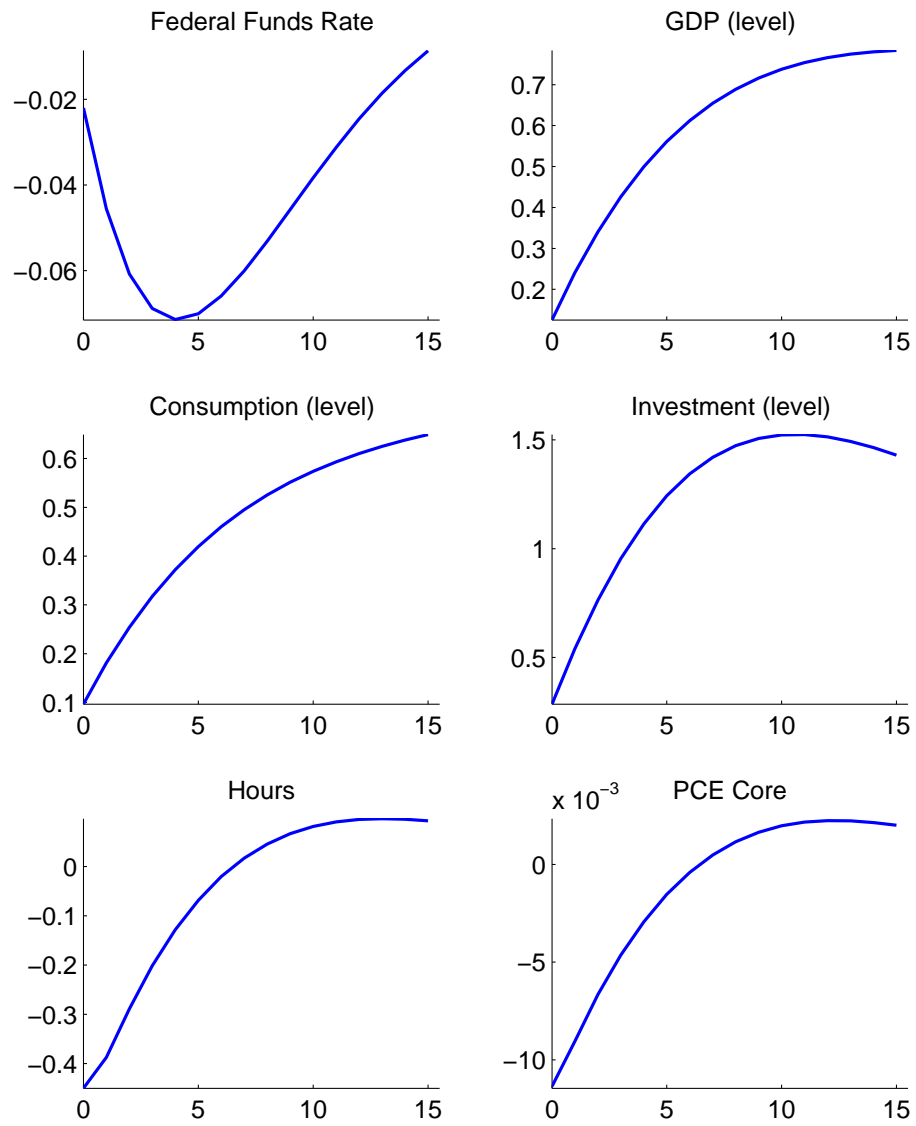 Federal Funds Rate
−0.02
−0.04
−0.06
0 5 10 15
GDP (level)
0.7
0.6
0.5
0.4
0.3
0.2
0 5 10 15
Consumption (level)
0.6
0.5
0.4
0.3
0.2
0.1
0 5 10 15
Investment (level)
1.5
1
0.5
0 5 10 15
Hours
0
−0.1
−0.2
−0.3
−0.4
0 5 10 15
x 10−3
PCE Core
0
−5
−10
0 5 10 15